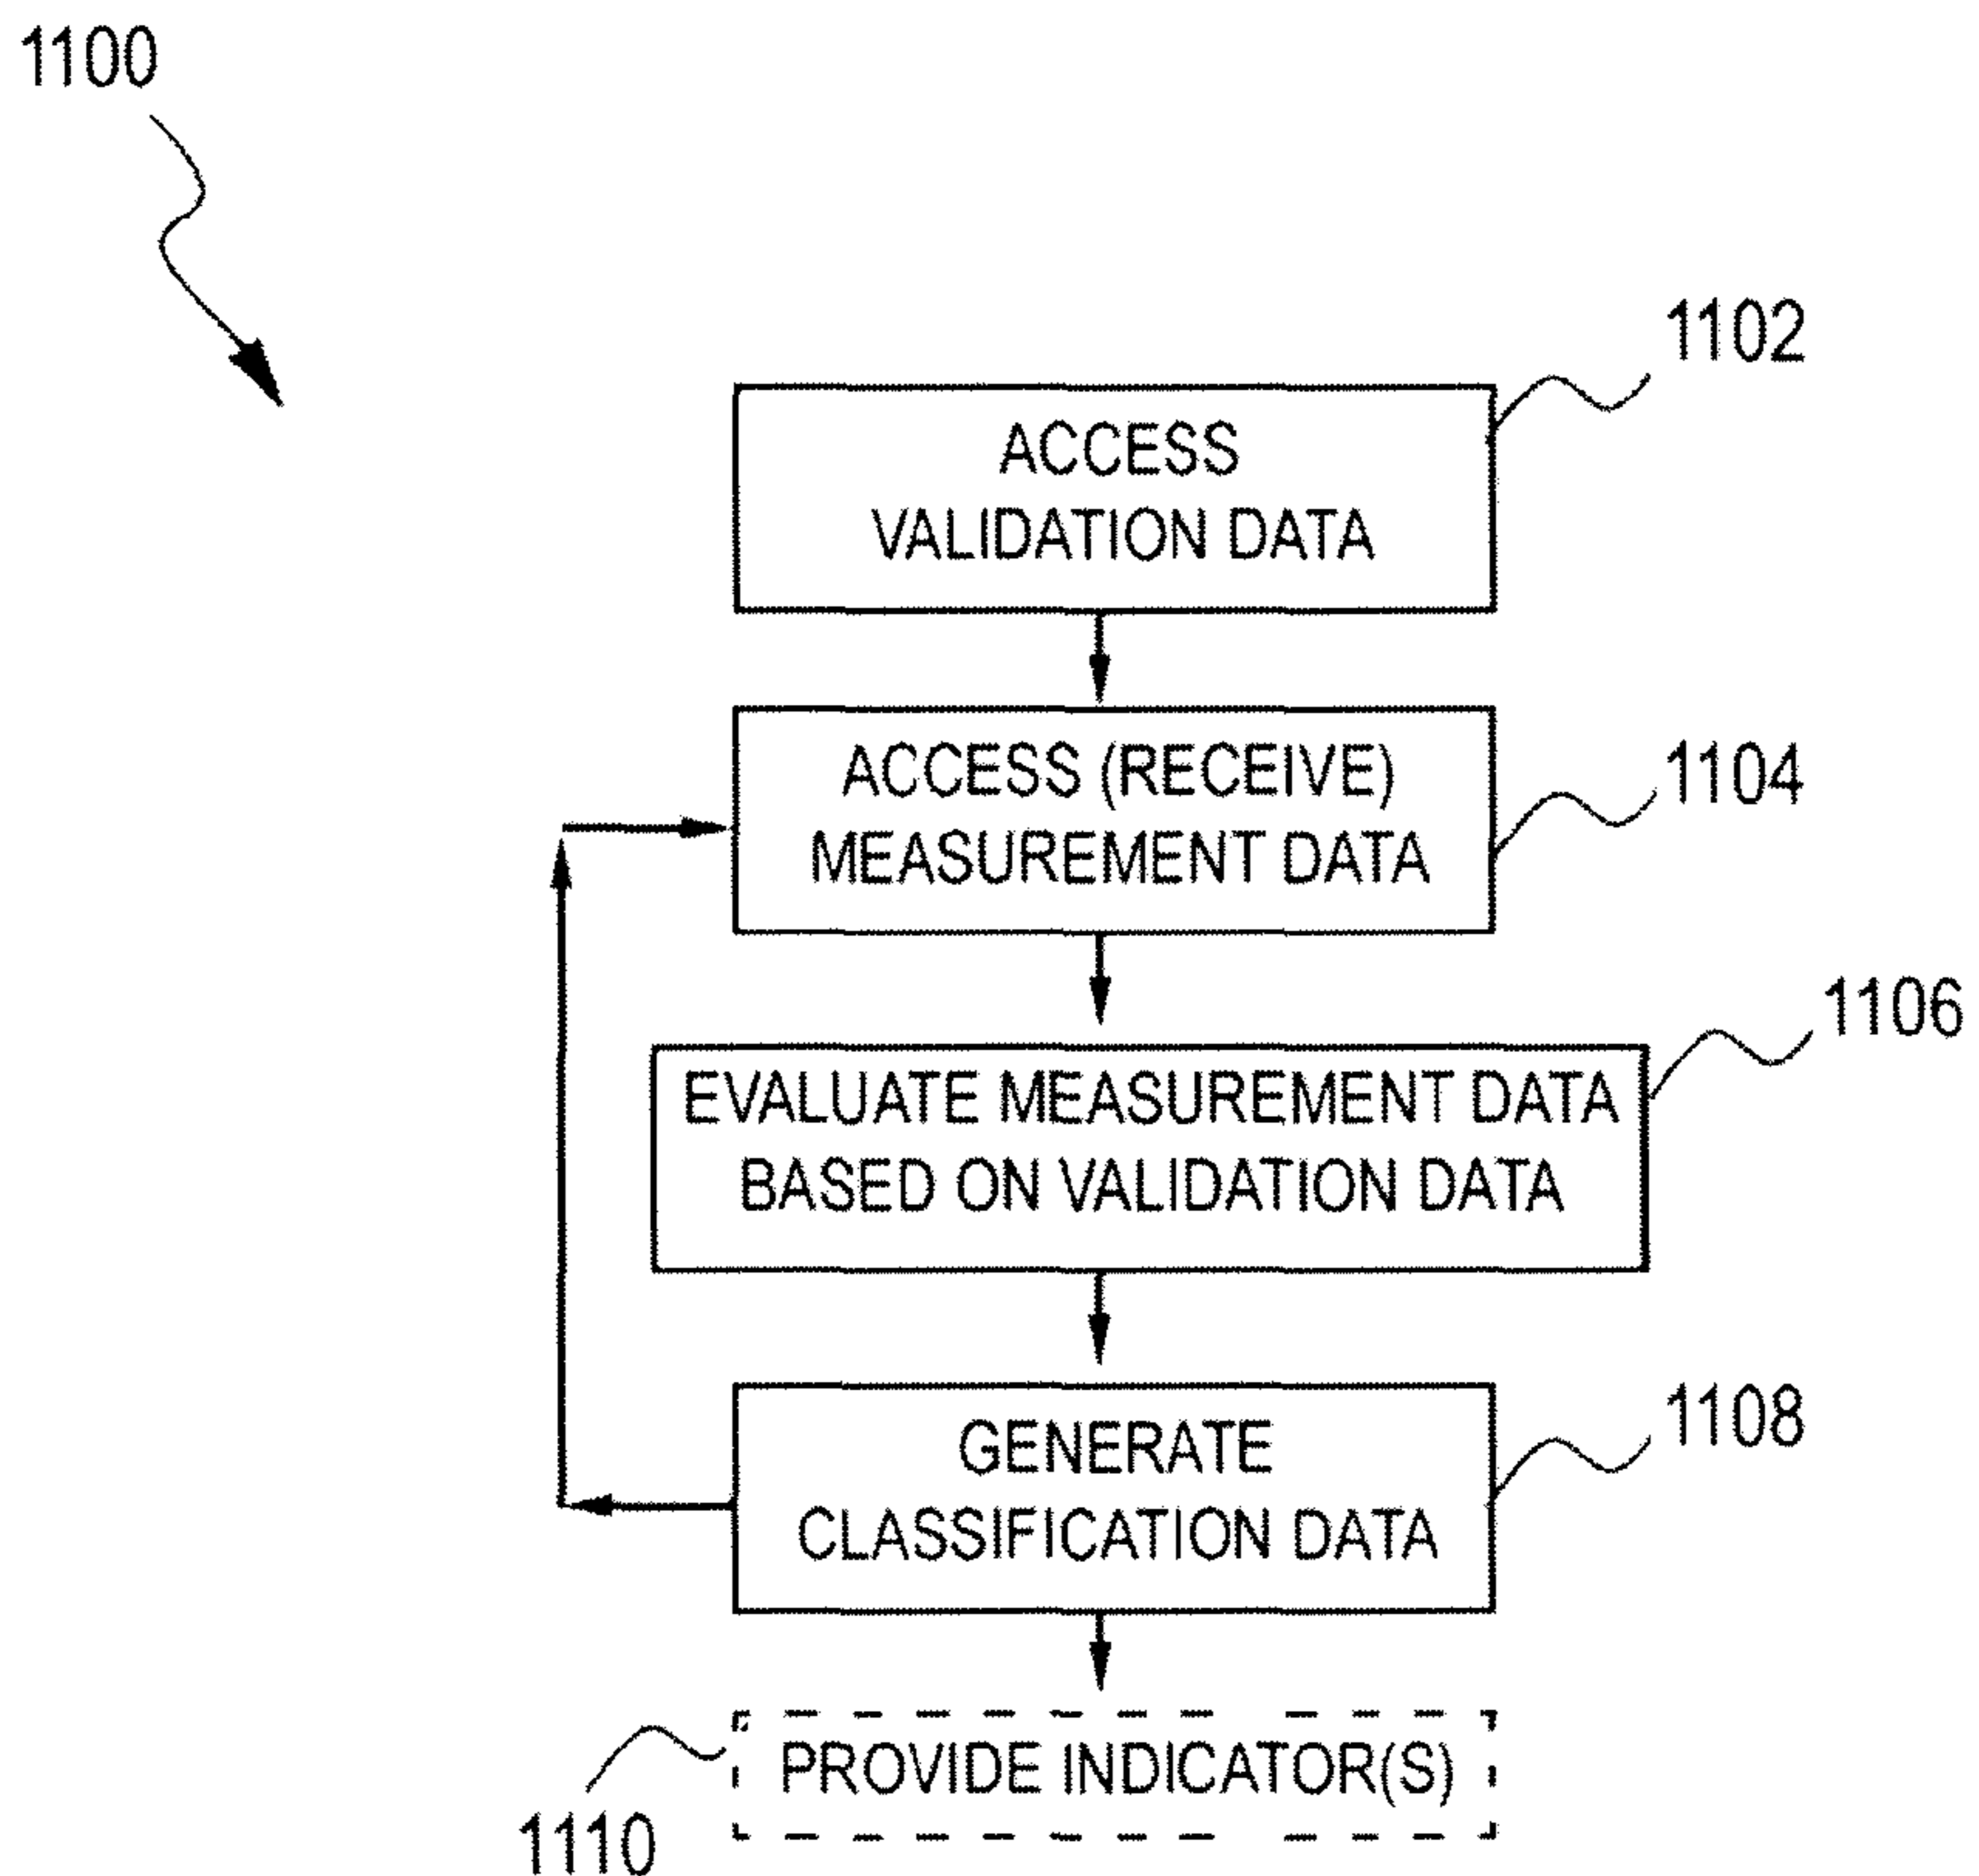 1100
1102
ACCESS
VALIDATION DATA
1104
ACCESS (RECEIVE)
MEASUREMENT DATA
1106
EVALUATE MEASUREMENT DATA
BASED ON VALIDATION DATA
1108
GENERATE
CLASSIFICATION DATA
PROVIDE INDICATOR(S)
1110